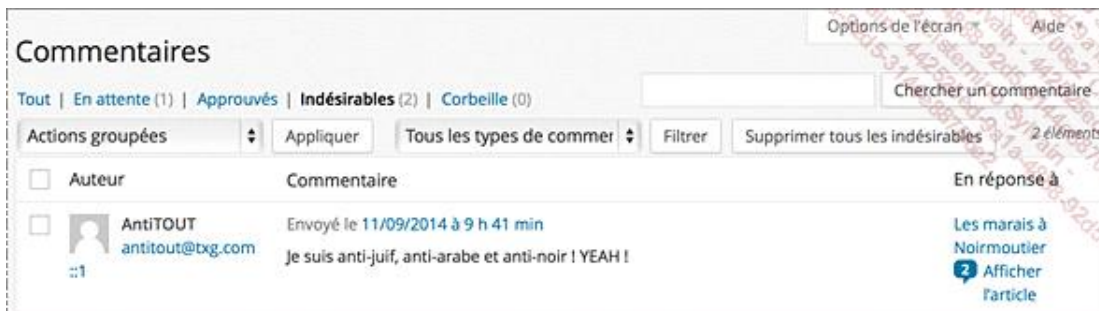 Options de l'écran Aide
Commentaires
Chercher un commentaire
Tout | En attente (1) | Approuvés | Indésirables (2) | Corbeille (0)
Actions groupées Appliquer Tous les types de commer Filtrer Supprimer tous les indésirables 2 éléments
Auteur Commentaire En réponse à
AntiTOUT Envoyé le 11/09/2014 à 9 h 41 min Les marais à
antitout@txg.com Noirmoutier
::1 Je suis anti-juif, anti-arabe et anti-noir ! YEAH !
2 Afficher
l'article